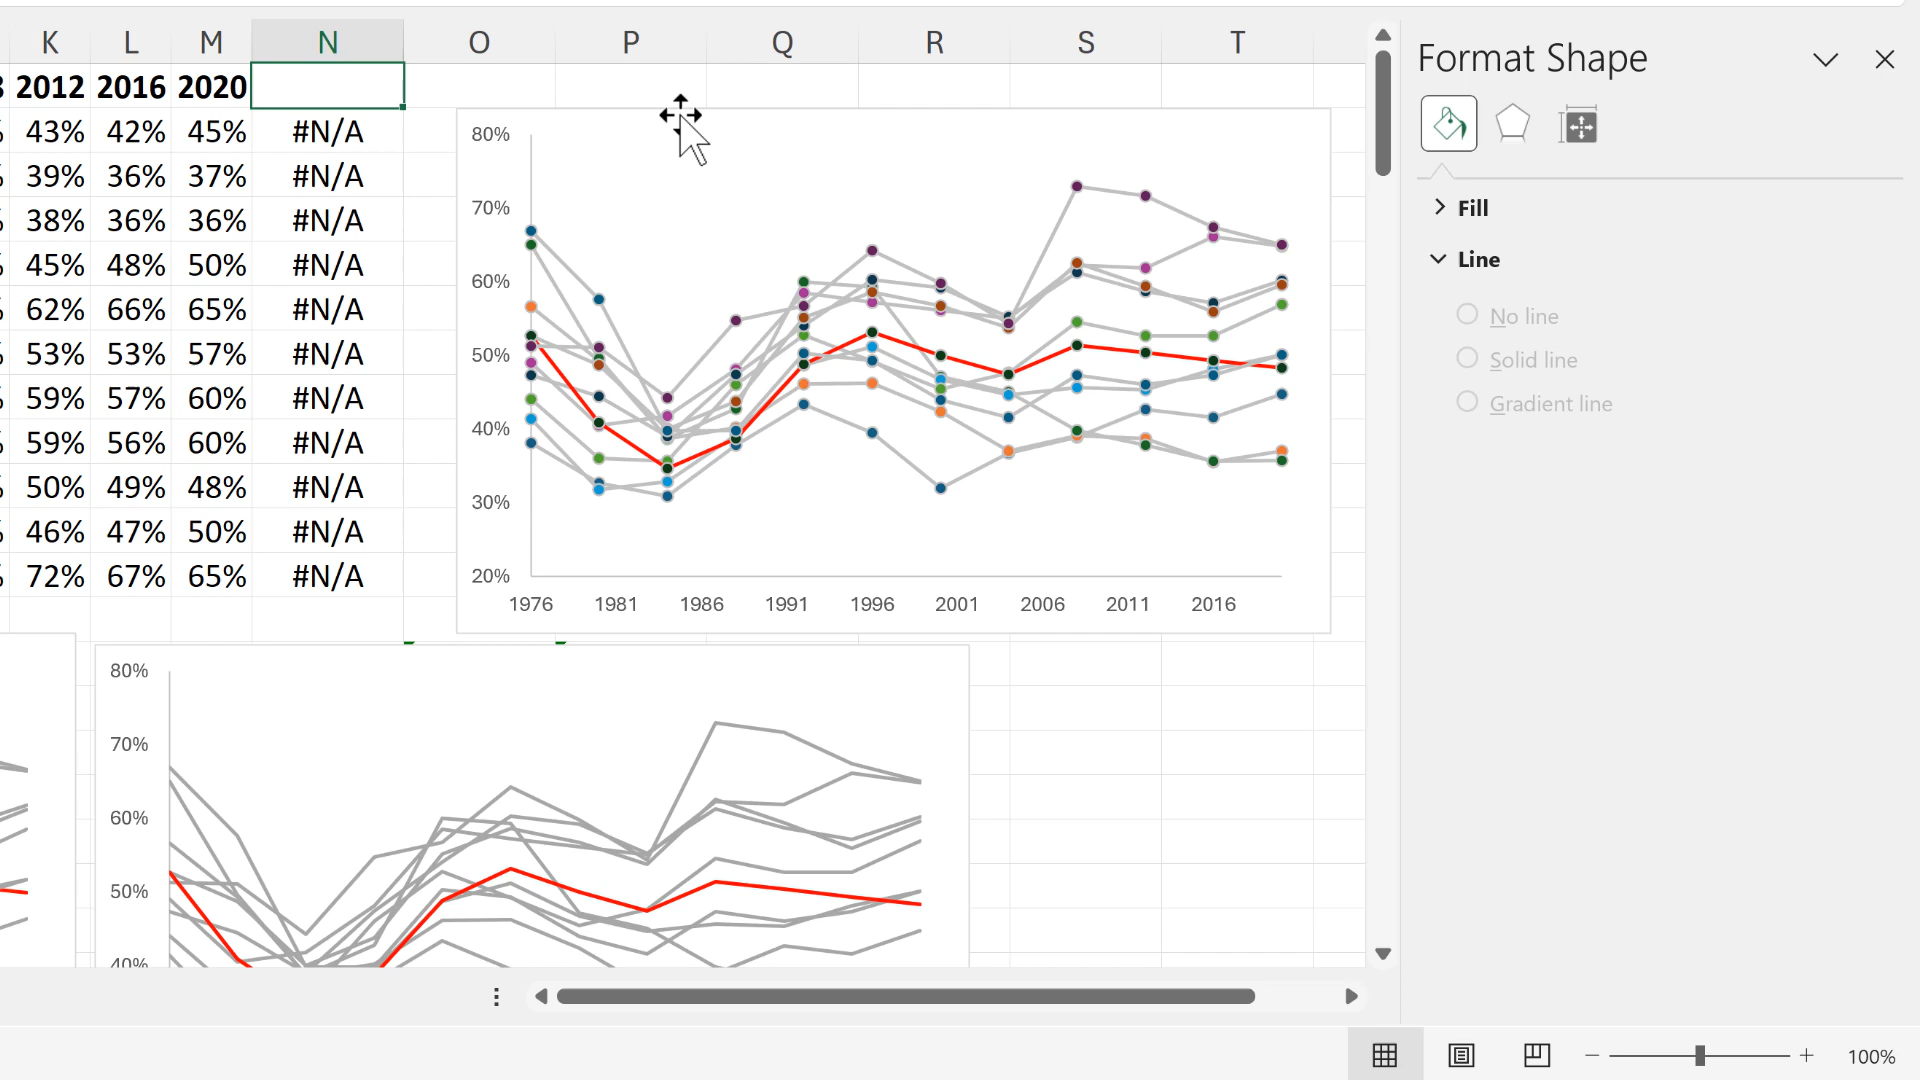 K L M N O P Q R S T
2012 2016 2020
43% 42% 45% #N/A
39% 36% 37% #N/A
38% 36% 36% #N/A
45% 48% 50% #N/A
62% 66% 65% #N/A
53% 53% 57% #N/A
59% 57% 60% #N/A
59% 56% 60% #N/A
50% 49% 48% #N/A
46% 47% 50% #N/A
72% 67% 65% #N/A
80%
70%
60%
50%
40%
30%
20%
1976 1981 1986 1991 1996 2001 2006 2011 2016
80%
70%
60%
50%
40%
Format Shape
Fill
Line
No line
Solid line
Gradient line
100%